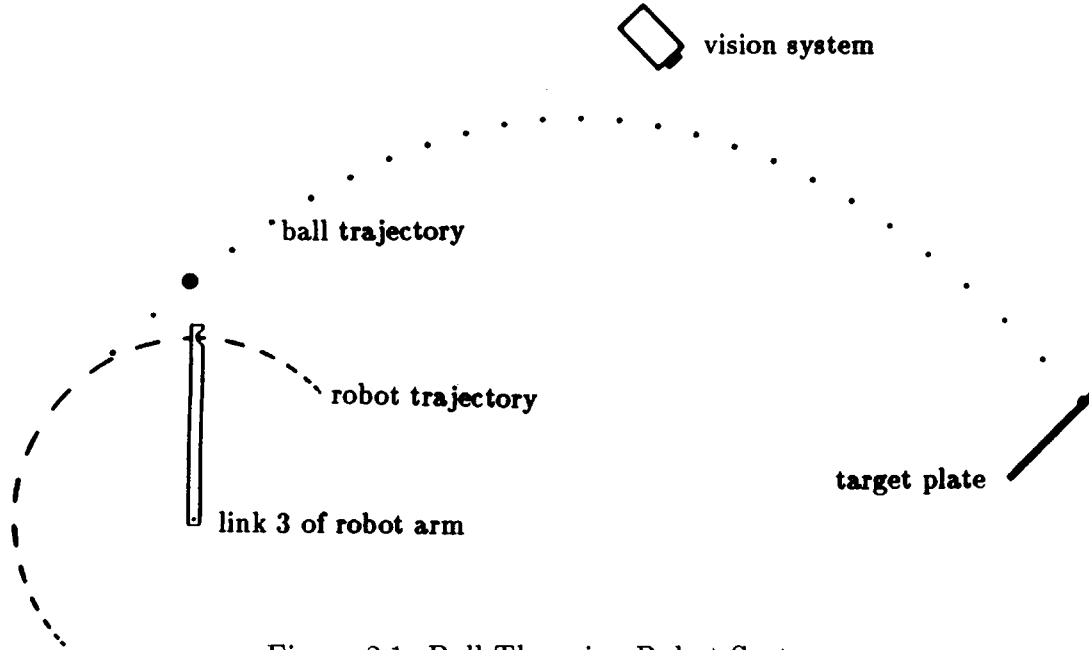 vision system
ball trajectory
robot trajectory
target plate
link 3 of robot arm